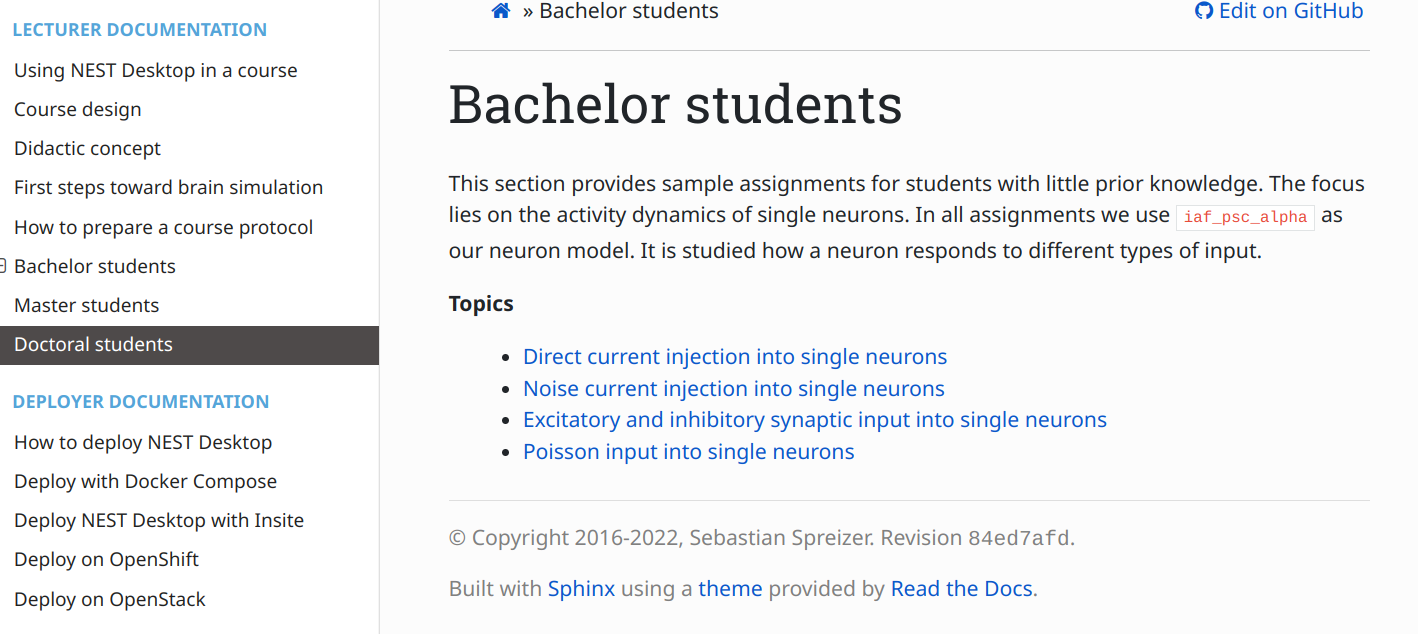 LECTURER DOCUMENTATION
Using NEST Desktop in a course
Course design
Didactic concept
First steps toward brain simulation
How to prepare a course protocol
Bachelor students
Master students
Doctoral students
DEPLOYER DOCUMENTATION
How to deploy NEST Desktop
Deploy with Docker Compose
Deploy NEST Desktop with Insite
Deploy on OpenShift
Deploy on OpenStack
» Bachelor students
Edit on GitHub
Bachelor students
This section provides sample assignments for students with little prior knowledge. The focus
lies on the activity dynamics of single neurons. In all assignments we use iaf_psc_alpha as
our neuron model. It is studied how a neuron responds to different types of input.
Topics
• Direct current injection into single neurons
• Noise current injection into single neurons
• Excitatory and inhibitory synaptic input into single neurons
• Poisson input into single neurons
© Copyright 2016-2022, Sebastian Spreizer. Revision 84ed7afd.
Built with Sphinx using a theme provided by Read the Docs.